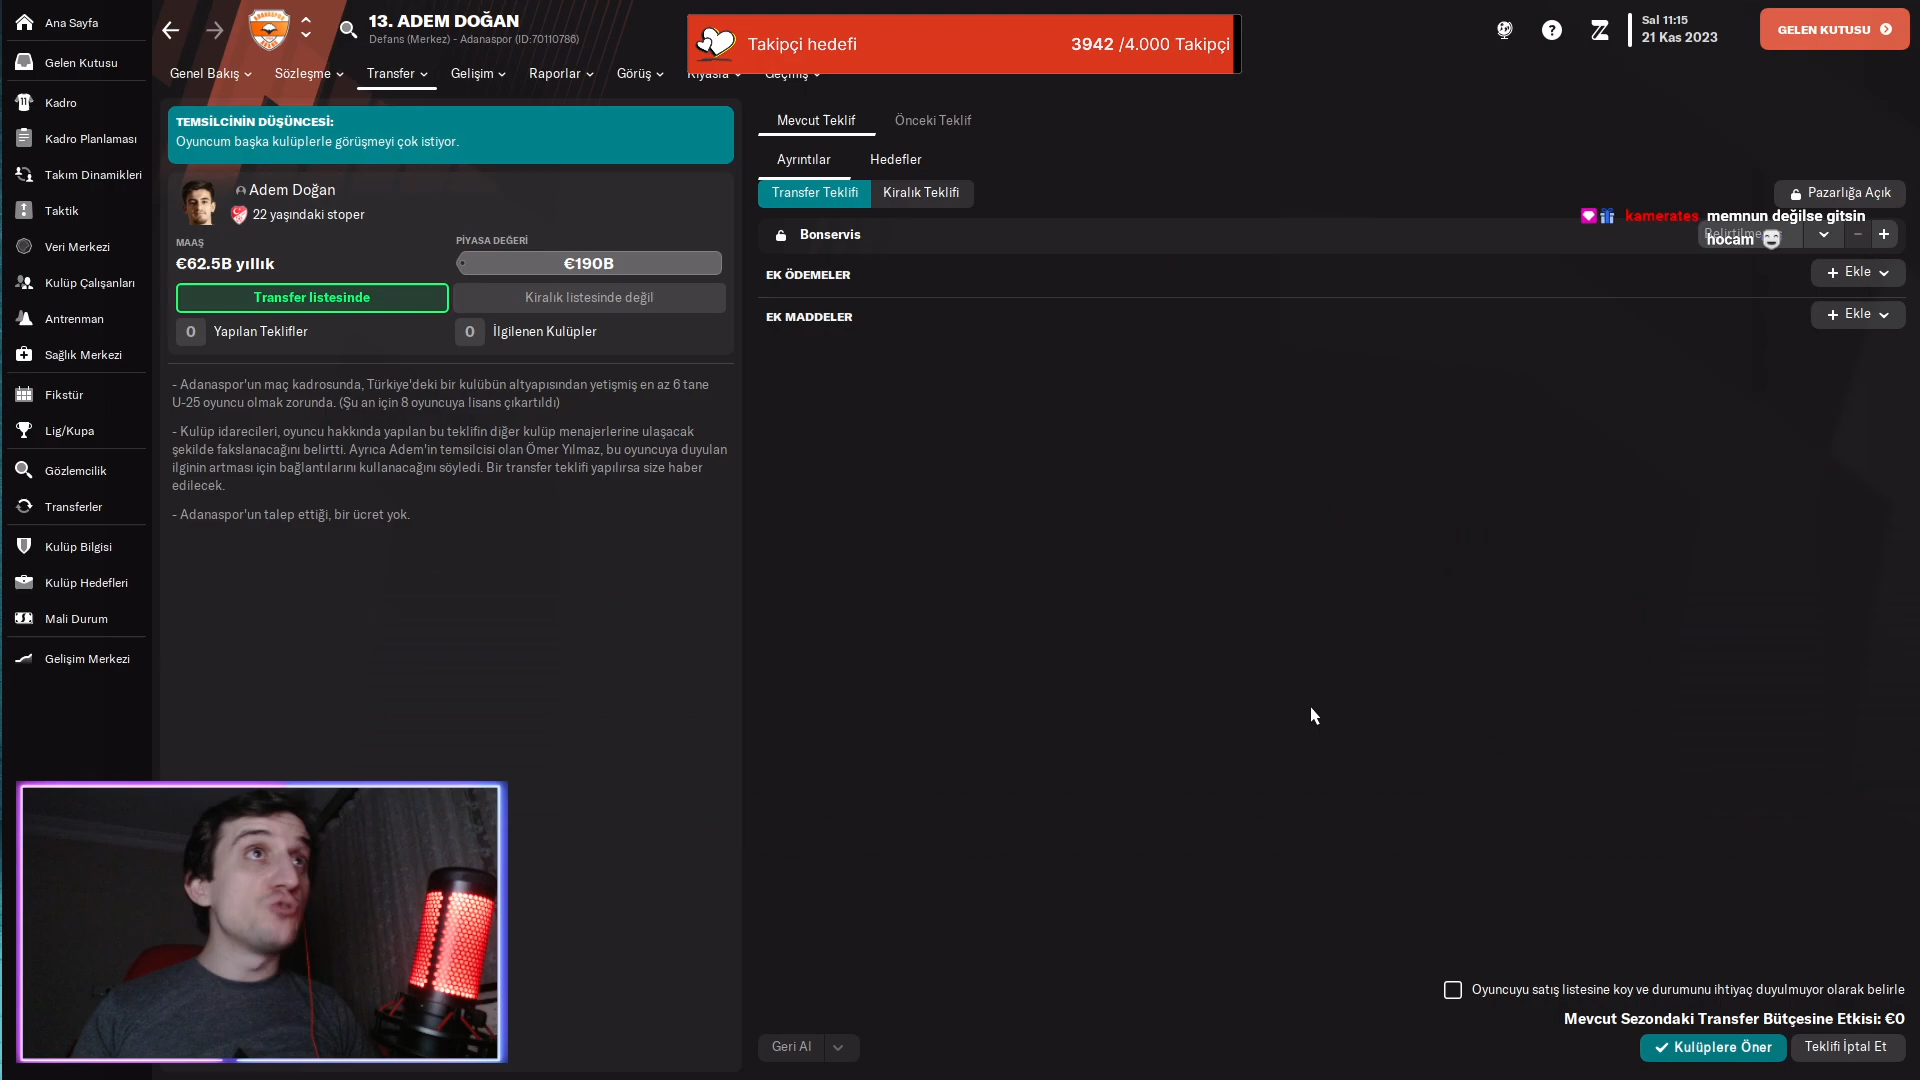 Ana Sayfa
Gelen Kutusu
Kadro
Kadro Planlaması
Takım Dinamikleri
Taktik
Veri Merkezi
Kulüp Çalışanları
Antrenman
Sağlık Merkezi
Fikstür
Lig/Kupa
Gözlemcilik
Transferler
Kulüp Bilgisi
Kulüp Hedefleri
Mali Durum
Gelişim Merkezi
ADANASPOR
13. ADEM DOĞAN
Defans (Merkez) - Adanaspor (ID:70110786)
Takipçi hedefi 3942 /4.000 Takipçi
Sal 11:15
21 Kas 2023
GELEN KUTUSU
Genel Bakış Sözleşme Transfer Gelişim Raporlar Görüş Kıyasla Geçmiş
TEMSİLCİNİN DÜŞÜNCESİ:
Oyuncum başka kulüplerle görüşmeyi çok istiyor.
Adem Doğan
22 yaşındaki stoper
MAAŞ PİYASA DEĞERİ
€62.5B yıllık €190B
Transfer listesinde Kiralık listesinde değil
0 Yapılan Teklifler 0 İlgilenen Kulüpler
- Adanaspor'un maç kadrosunda, Türkiye'deki bir kulübün altyapısından yetişmiş en az 6 tane
U-25 oyuncu olmak zorunda. (Şu an için 8 oyuncuya lisans çıkartıldı)
- Kulüp idarecileri, oyuncu hakkında yapılan bu teklifin diğer kulüp menajerlerine ulaşacak
şekilde fakslanacağını belirtti. Ayrıca Adem'in temsilcisi olan Ömer Yılmaz, bu oyuncuya duyulan
ilginin artması için bağlantılarını kullanacağını söyledi. Bir transfer teklifi yapılırsa size haber
edilecek.
- Adanaspor'un talep ettiği, bir ücret yok.
Mevcut Teklif Önceki Teklif
Ayrıntılar Hedefler
Transfer Teklifi Kiralık Teklifi
Pazarlığa Açık
kamerates memnun değilse gitsin
hocam
Bonservis
EK ÖDEMELER + Ekle
EK MADDELER + Ekle
Oyuncuyu satış listesine koy ve durumunu ihtiyaç duyulmuyor olarak belirle
Mevcut Sezondaki Transfer Bütçesine Etkisi: €0
Geri Al Kulüplere Öner Teklifi İptal Et